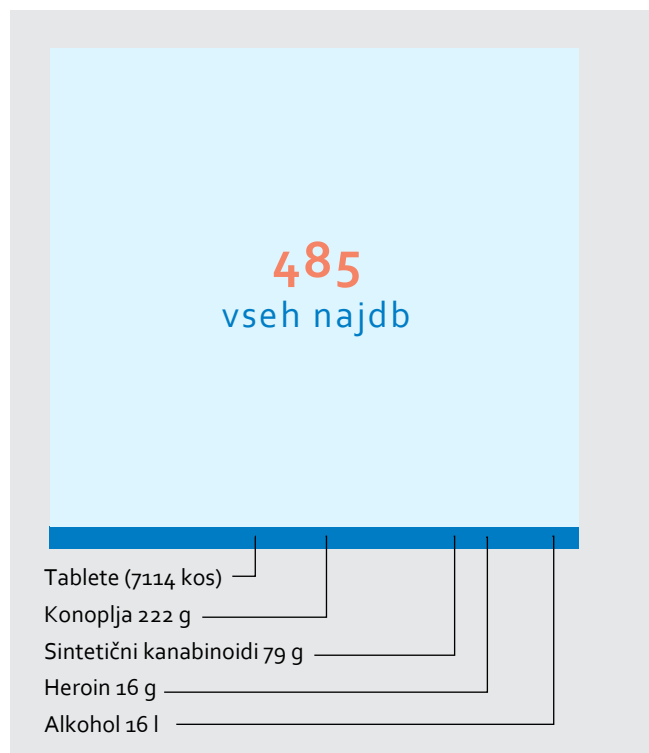 485
vseh najdb
Tablete (7114 kos)
Konoplja 222 g
Sintetični kanabinoidi 79 g
Heroin 16 g
Alkohol 16 l